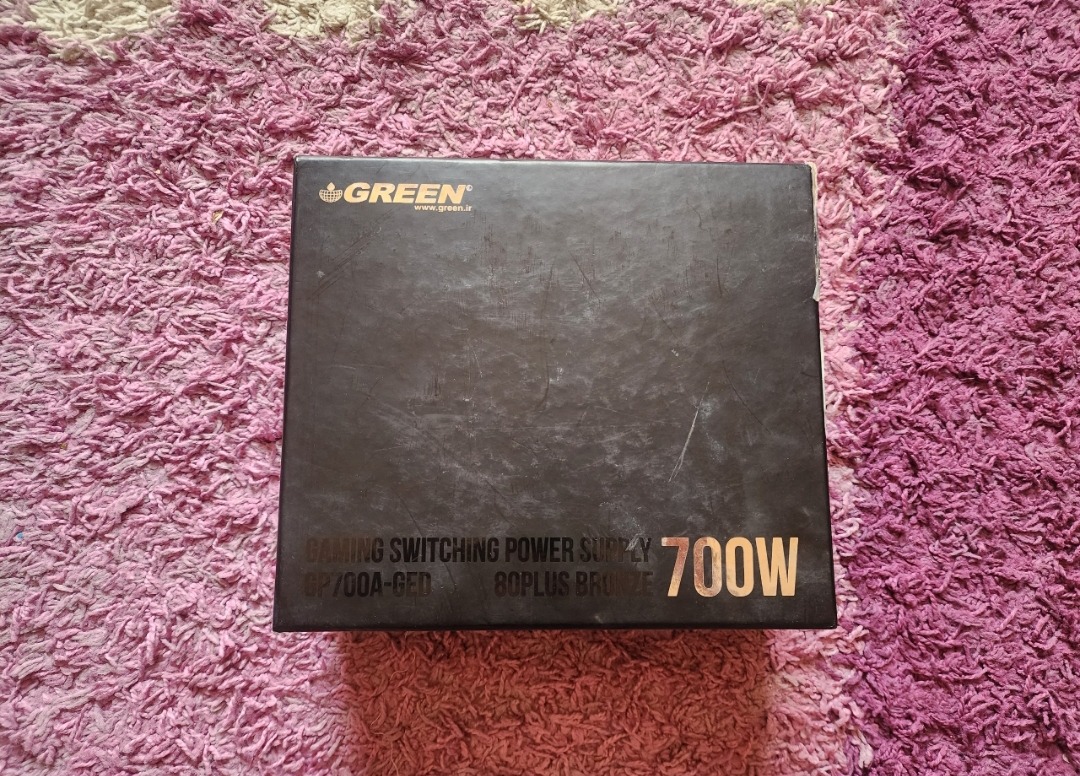 GREEN©
www.green.ir
GAMING SWITCHING POWER SUPPLY 700W
GP700A-GED 80PLUS BRONZE